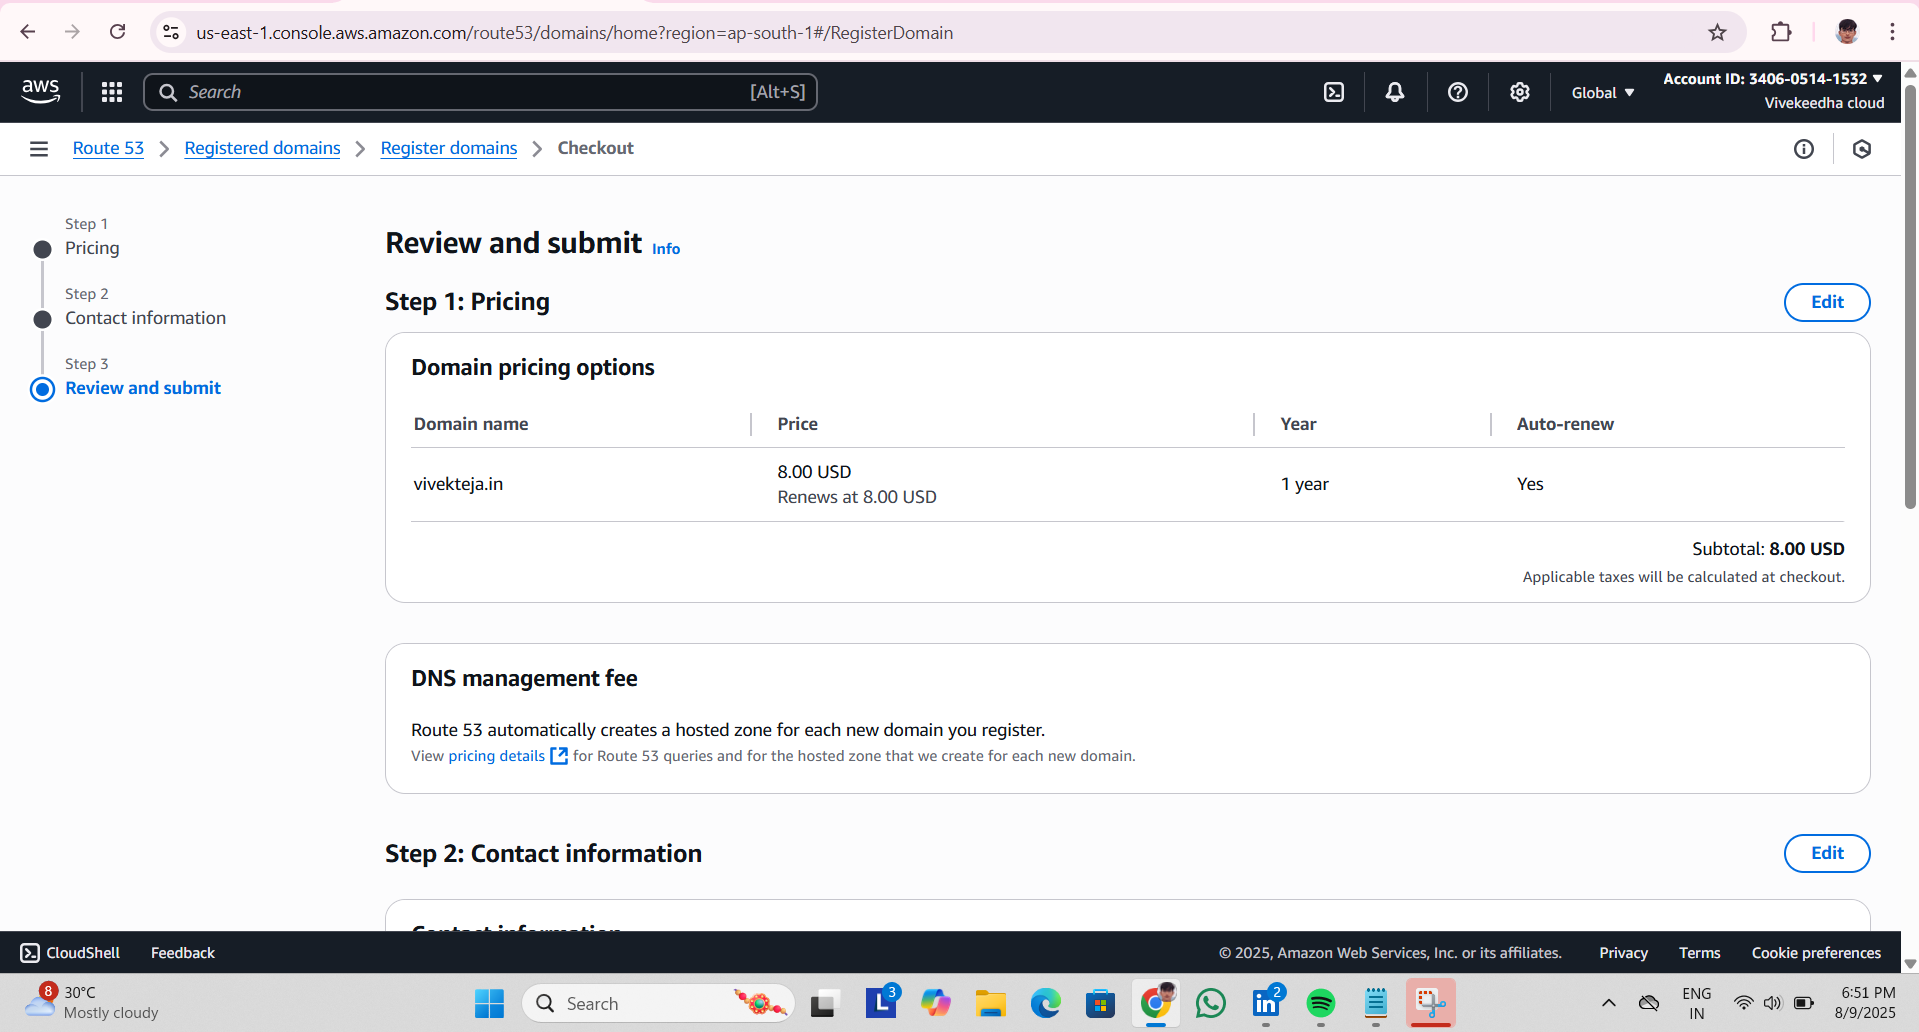 us-east-1.console.aws.amazon.com/route53/domains/home?region=ap-south-1#/RegisterDomain
aws
Search
[Alt+S]
Global
Account ID: 3406-0514-1532
Vivekeedha cloud
Route 53
Registered domains
Register domains
Checkout
Step 1
Pricing
Step 2
Contact information
Step 3
Review and submit
Review and submit Info
Step 1: Pricing
Edit
Domain pricing options
Domain name Price Year Auto-renew
vivekteja.in 8.00 USD 1 year Yes
Renews at 8.00 USD
Subtotal: 8.00 USD
Applicable taxes will be calculated at checkout.
DNS management fee
Route 53 automatically creates a hosted zone for each new domain you register.
View pricing details for Route 53 queries and for the hosted zone that we create for each new domain.
Step 2: Contact information
Edit
Contact information
CloudShell
Feedback
© 2025, Amazon Web Services, Inc. or its affiliates.
Privacy
Terms
Cookie preferences
8
30°C
Mostly cloudy
Search
L
3
in
2
ENG
IN
6:51 PM
8/9/2025